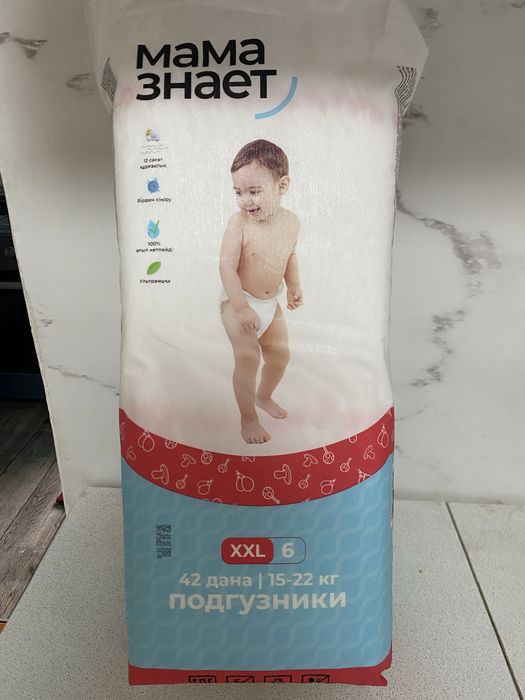 мама
знает
12 сағат
құрғақтық
Бірден сіңіру
100%
ағып кетпейді
Ультражұқа
XXL 6
42 дана | 15-22 кг
подгузники